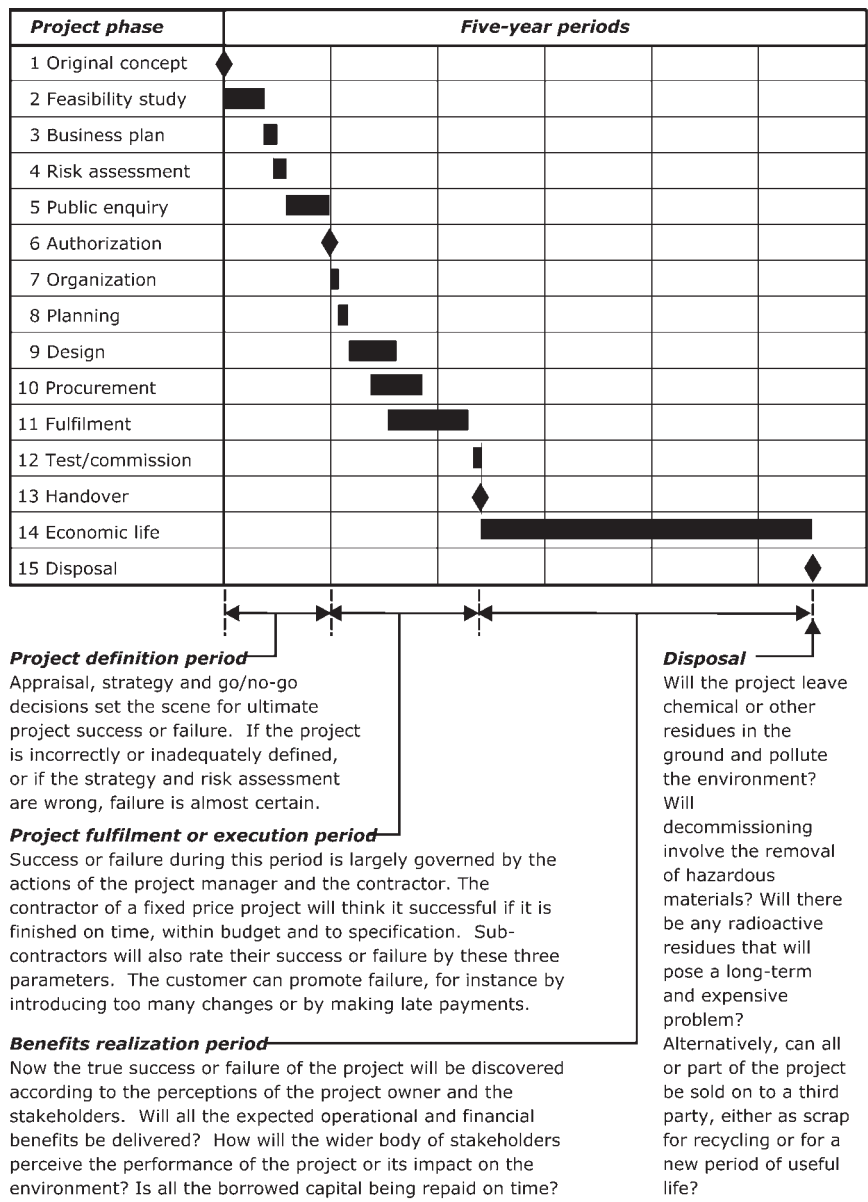 Project phase Five-year periods
1 Original concept
2 Feasibility study
3 Business plan
4 Risk assessment
5 Public enquiry
6 Authorization
7 Organization
8 Planning
9 Design
10 Procurement
11 Fulfilment
12 Test/commission
13 Handover
14 Economic life
15 Disposal
Project definition period
Appraisal, strategy and go/no-go
decisions set the scene for ultimate
project success or failure. If the project
is incorrectly or inadequately defined,
or if the strategy and risk assessment
are wrong, failure is almost certain.
Project fulfilment or execution period
Success or failure during this period is largely governed by the
actions of the project manager and the contractor. The
contractor of a fixed price project will think it successful if it is
finished on time, within budget and to specification. Sub-
contractors will also rate their success or failure by these three
parameters. The customer can promote failure, for instance by
introducing too many changes or by making late payments.
Benefits realization period
Now the true success or failure of the project will be discovered
according to the perceptions of the project owner and the
stakeholders. Will all the expected operational and financial
benefits be delivered? How will the wider body of stakeholders
perceive the performance of the project or its impact on the
environment? Is all the borrowed capital being repaid on time?
Disposal
Will the project leave
chemical or other
residues in the
ground and pollute
the environment?
Will
decommissioning
involve the removal
of hazardous
materials? Will there
be any radioactive
residues that will
pose a long-term
and expensive
problem?
Alternatively, can all
or part of the project
be sold on to a third
party, either as scrap
for recycling or for a
new period of useful
life?